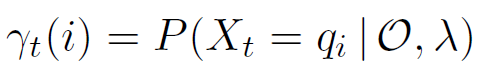 γₜ(i) = P(Xₜ = qᵢ | 𝒪, λ)